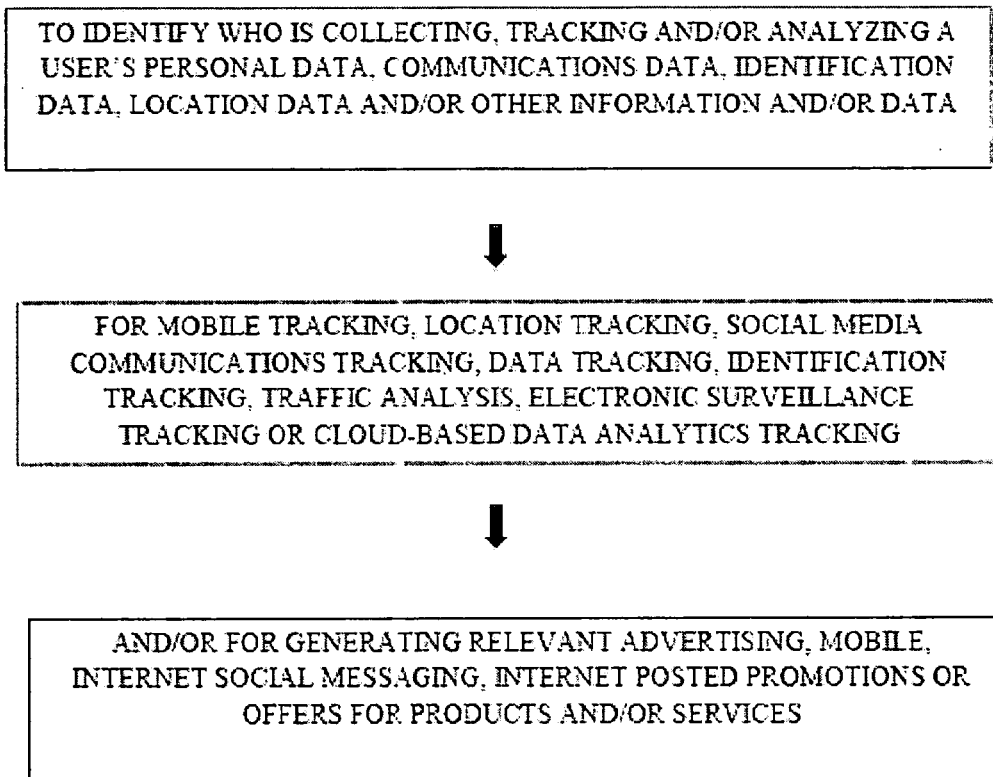 TO IDENTIFY WHO IS COLLECTING, TRACKING AND/OR ANALYZING A
USER'S PERSONAL DATA, COMMUNICATIONS DATA, IDENTIFICATION
DATA, LOCATION DATA AND/OR OTHER INFORMATION AND/OR DATA
FOR MOBILE TRACKING, LOCATION TRACKING, SOCIAL MEDIA
COMMUNICATIONS TRACKING, DATA TRACKING, IDENTIFICATION
TRACKING, TRAFFIC ANALYSIS, ELECTRONIC SURVEILLANCE
TRACKING OR CLOUD-BASED DATA ANALYTICS TRACKING
AND/OR FOR GENERATING RELEVANT ADVERTISING, MOBILE,
INTERNET SOCIAL MESSAGING, INTERNET POSTED PROMOTIONS OR
OFFERS FOR PRODUCTS AND/OR SERVICES